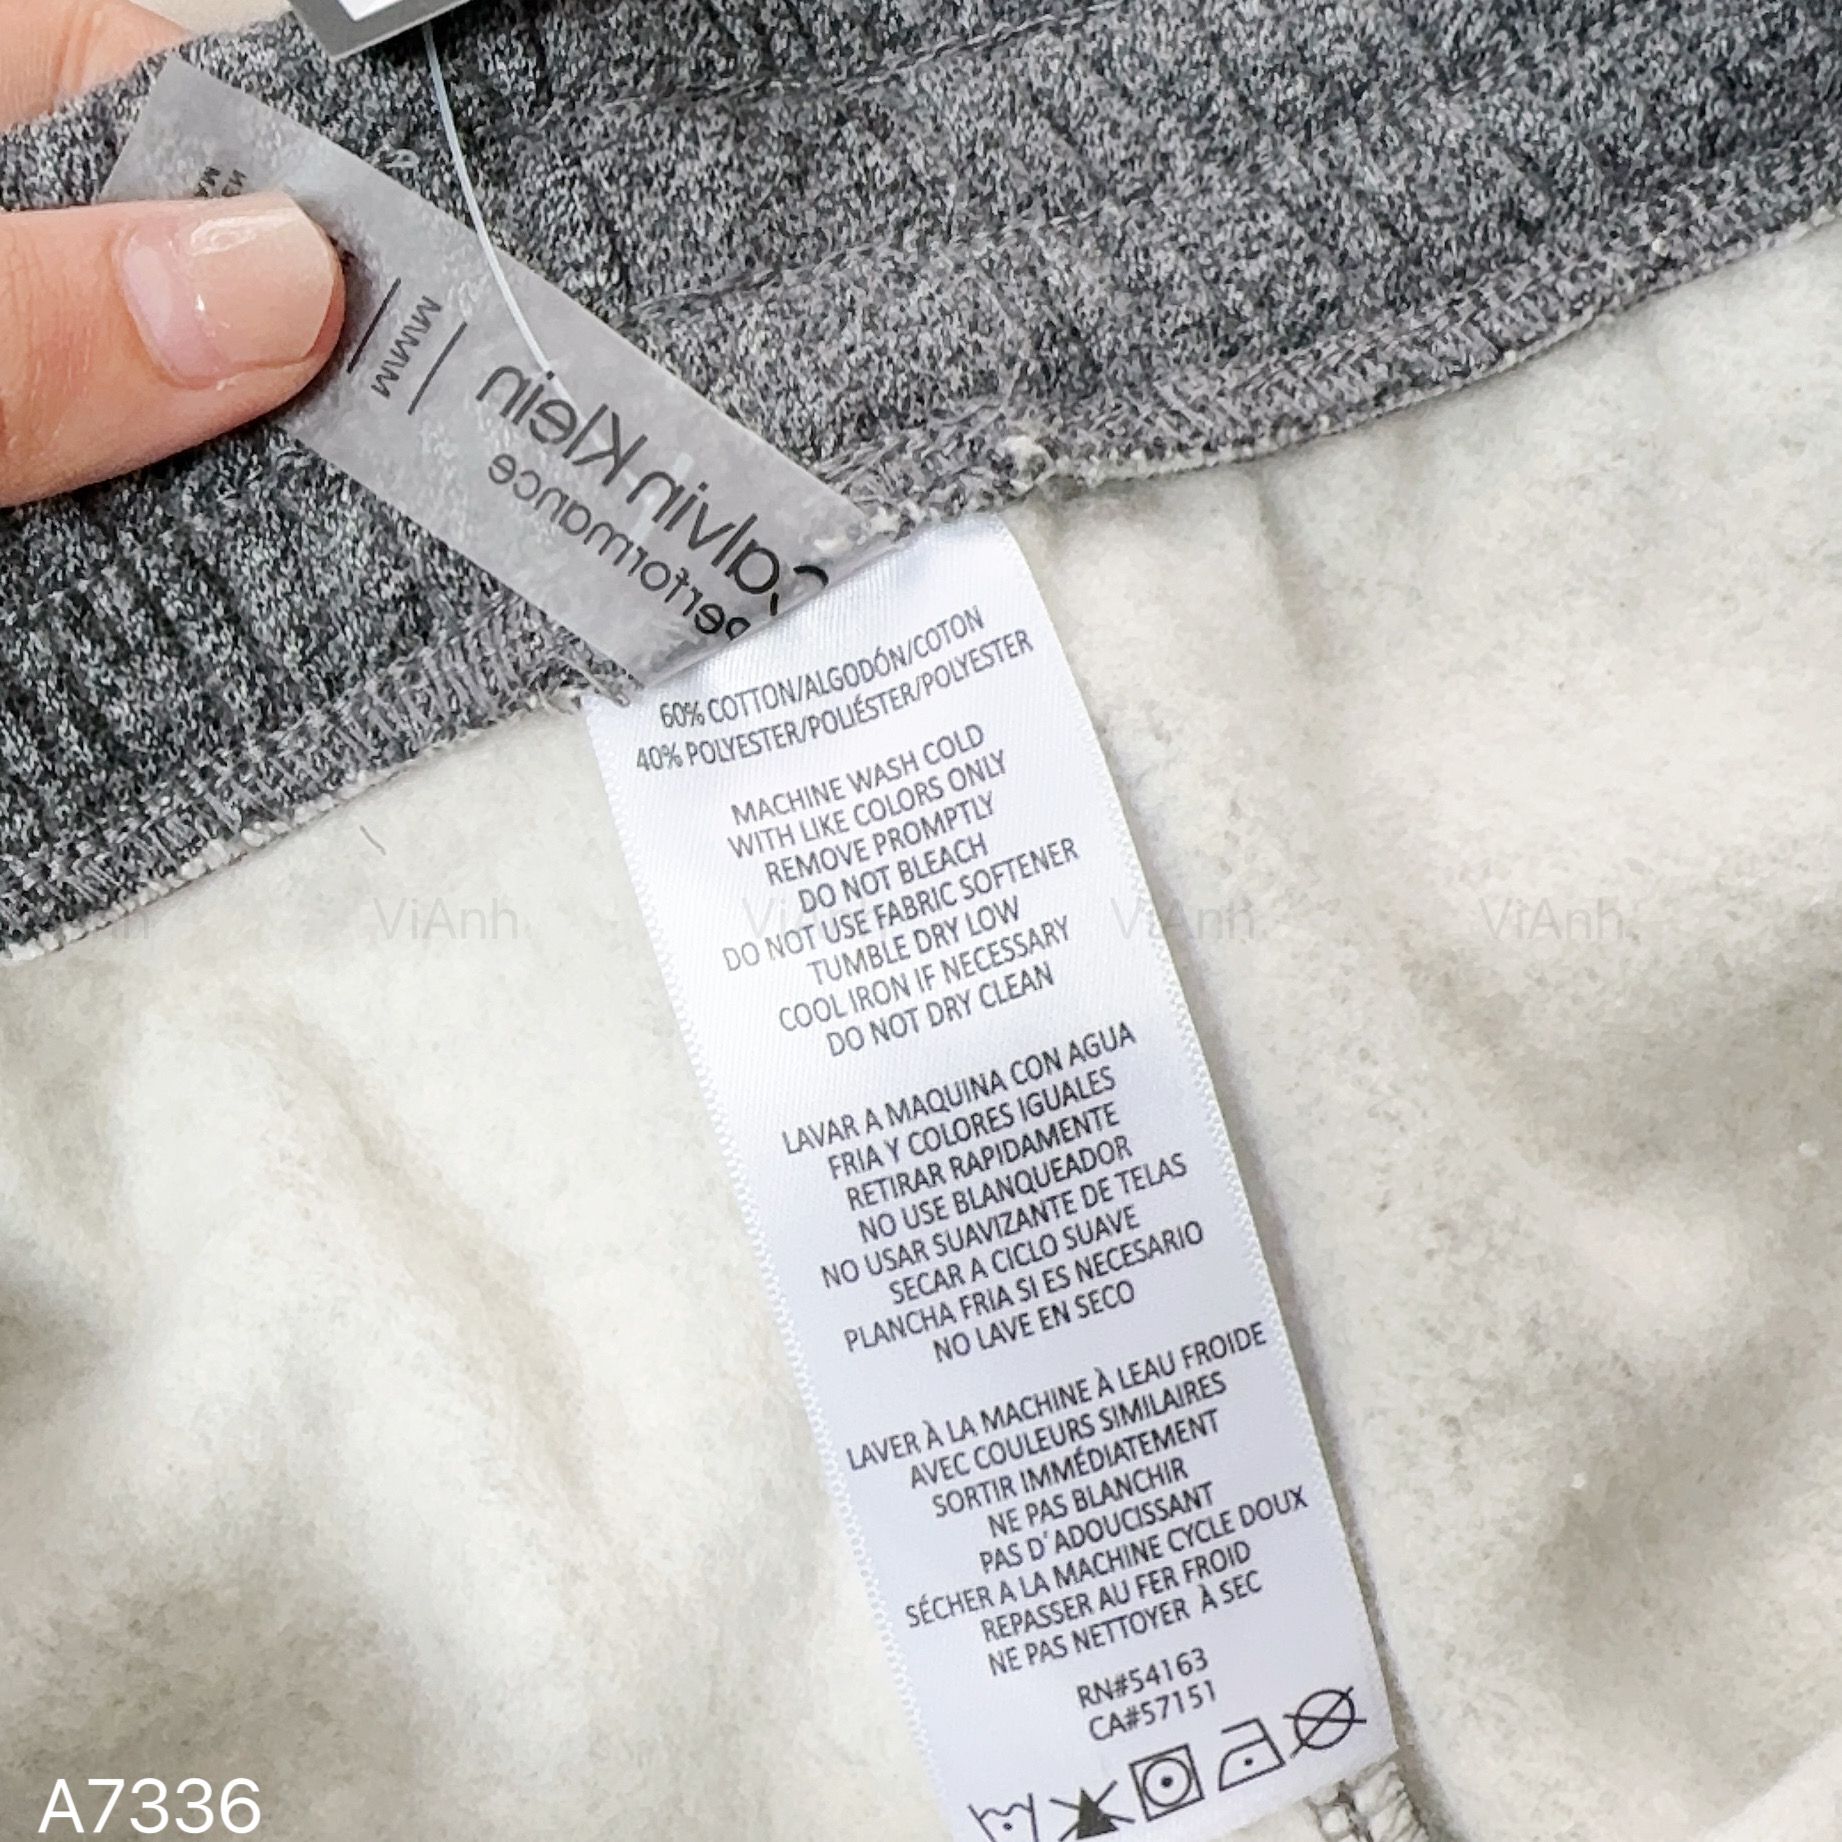 Calvin Klein
performance
M/M/M
60% COTTON/ALGODÓN/COTON
40% POLYESTER/POLIÉSTER/POLYESTER
MACHINE WASH COLD
WITH LIKE COLORS ONLY
REMOVE PROMPTLY
DO NOT BLEACH
DO NOT USE FABRIC SOFTENER
TUMBLE DRY LOW
COOL IRON IF NECESSARY
DO NOT DRY CLEAN
LAVAR A MAQUINA CON AGUA
FRIA Y COLORES IGUALES
RETIRAR RAPIDAMENTE
NO USE BLANQUEADOR
NO USAR SUAVIZANTE DE TELAS
SECAR A CICLO SUAVE
PLANCHA FRIA SI ES NECESARIO
NO LAVE EN SECO
LAVER À LA MACHINE À LEAU FROIDE
AVEC COULEURS SIMILAIRES
SORTIR IMMÉDIATEMENT
NE PAS BLANCHIR
PAS D'ADOUCISSANT
SÉCHER A LA MACHINE CYCLE DOUX
REPASSER AU FER FROID
NE PAS NETTOYER À SEC
RN#54163
CA#57151
ViAnh ViAnh ViAnh ViAnh
A7336